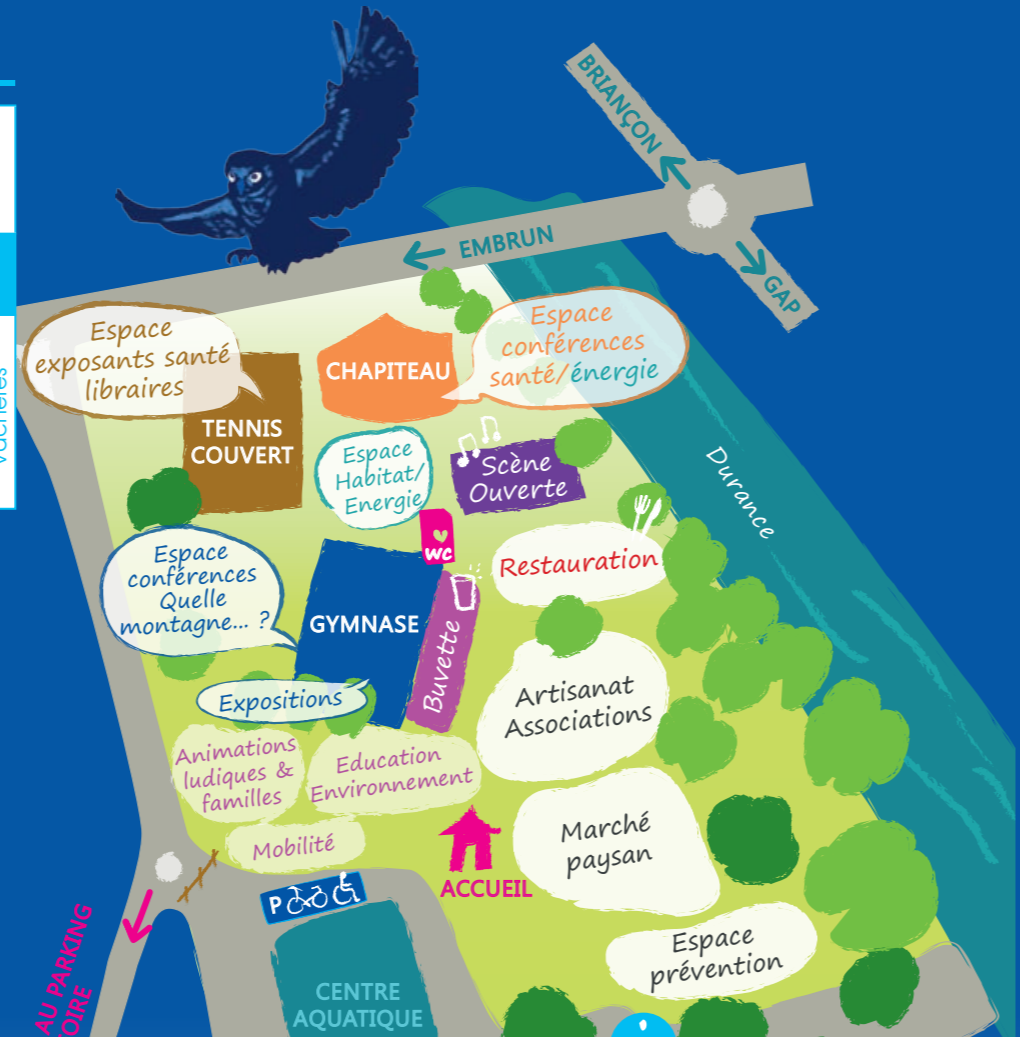 BRIANÇON
EMBRUN
GAP
Espace
exposants santé
libraires
Espace
conférences
santé/énergie
CHAPITEAU
TENNIS
COUVERT
Espace
Habitat/
Energie
Scène
Ouverte
Durance
wc
Restauration
Espace
conférences
Quelle
montagne... ?
GYMNASE
Buvette
Expositions
Artisanat
Associations
Animations
ludiques &
familles
Education
Environnement
Mobilité
Marché
paysan
ACCUEIL
P
Espace
prévention
AU PARKING
CENTRE
AQUATIQUE